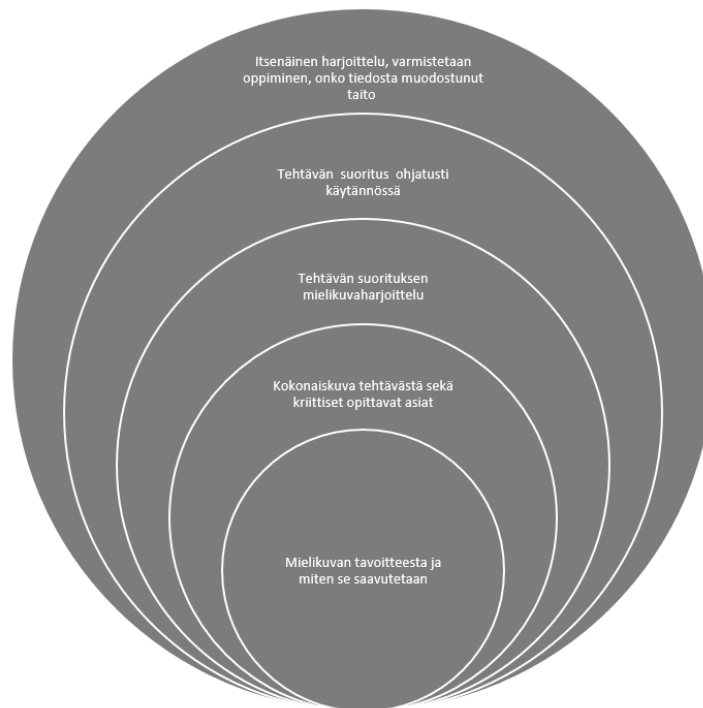 Itsenäinen harjoittelu, varmistetaan
oppiminen, onko tiedosta muodostunut
taito
Tehtävän suoritus ohjatusti
käytännössä
Tehtävän suorituksen
mielikuvaharjoittelu
Kokonaiskuva tehtävästä sekä
kriittiset opittavat asiat
Mielikuvan tavoitteesta ja
miten se saavutetaan